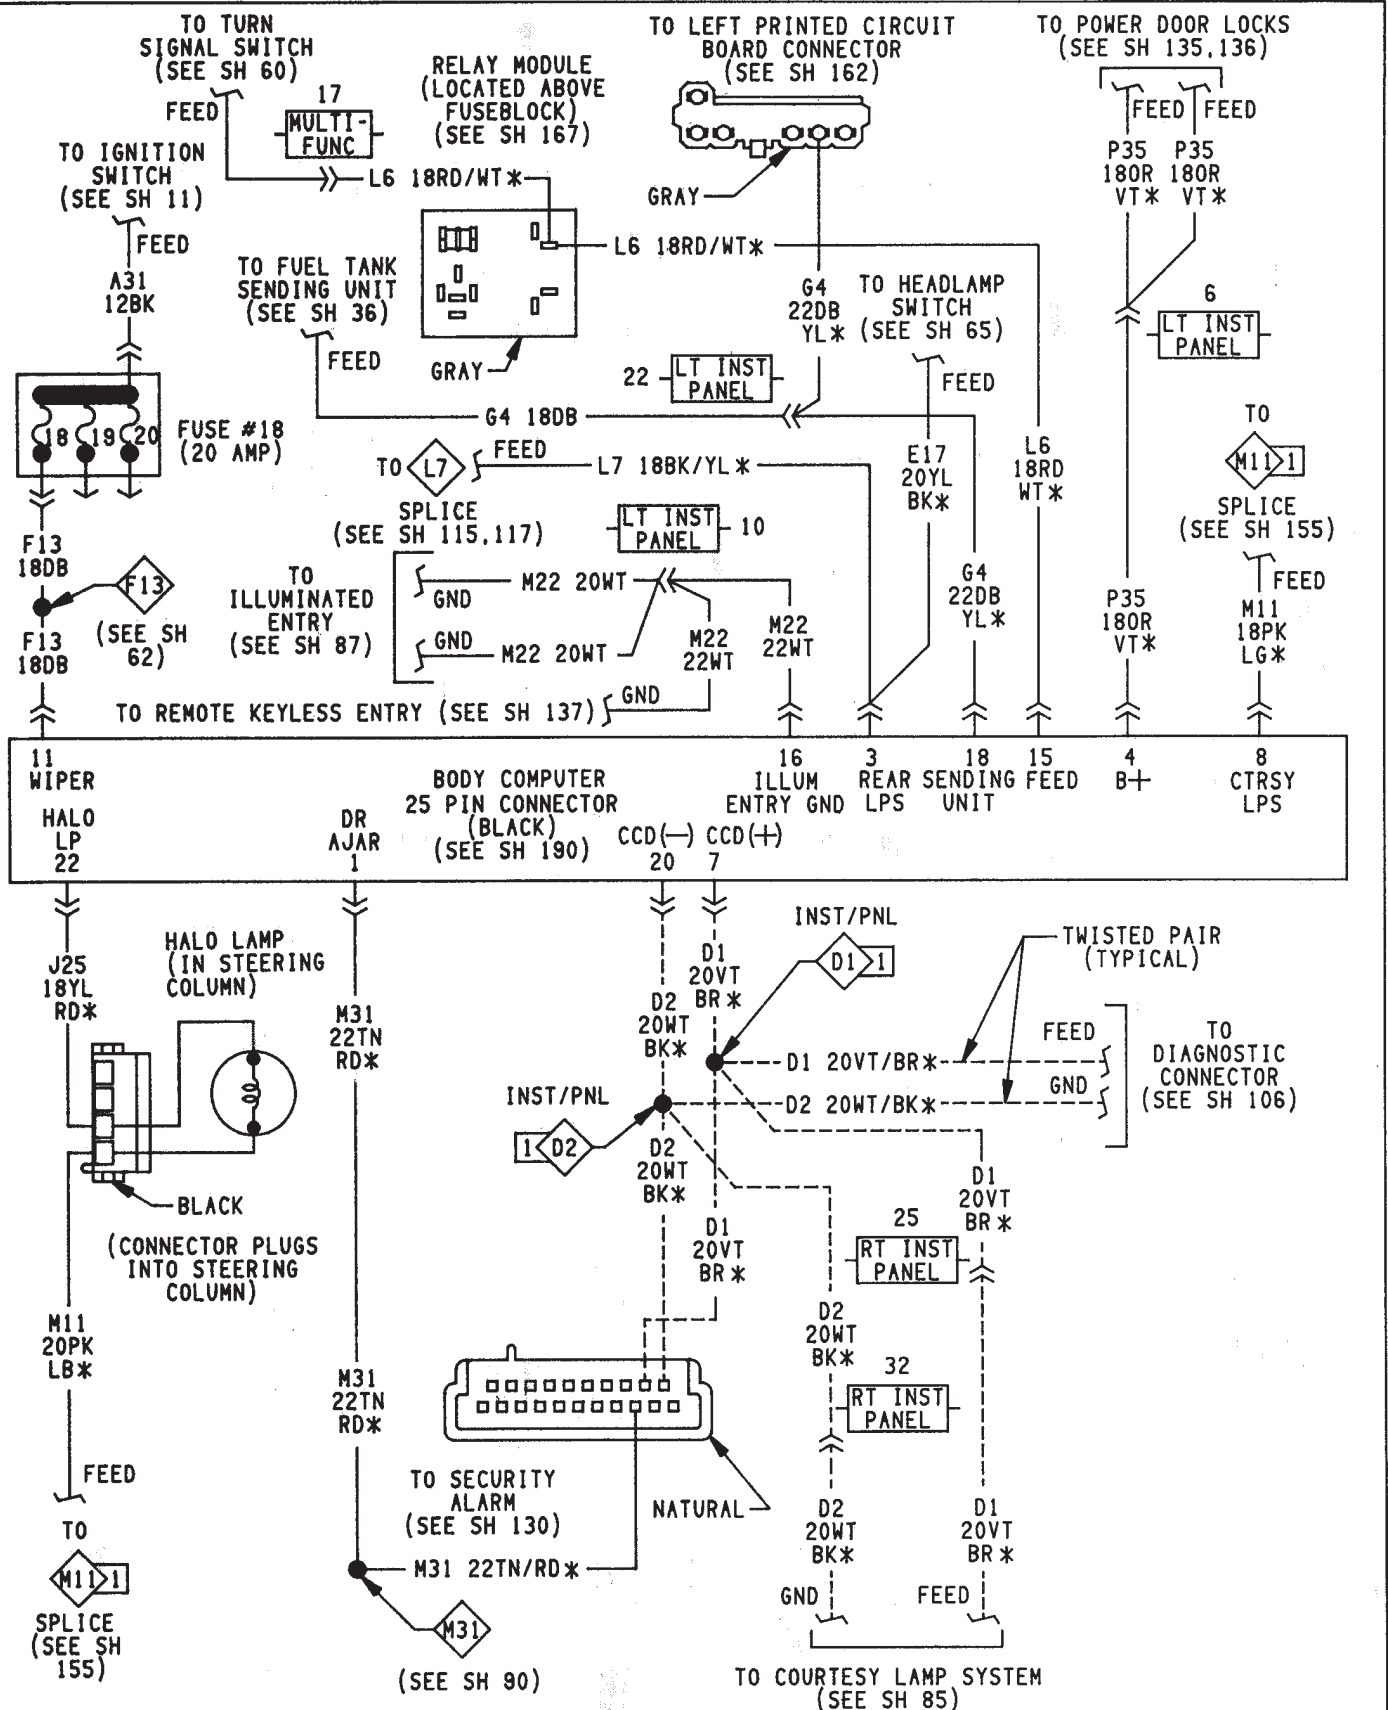 TO TURN
SIGNAL SWITCH
(SEE SH 60)
FEED
17
MULTI-
FUNC
RELAY MODULE
(LOCATED ABOVE
FUSEBLOCK)
(SEE SH 167)
TO LEFT PRINTED CIRCUIT
BOARD CONNECTOR
(SEE SH 162)
TO POWER DOOR LOCKS
(SEE SH 135,136)
FEED
FEED
TO IGNITION
SWITCH
(SEE SH 11)
FEED
L6 18RD/WT*
GRAY
P35
18OR
VT*
P35
18OR
VT*
L6 18RD/WT*
A31
12BK
TO FUEL TANK
SENDING UNIT
(SEE SH 36)
FEED
GRAY
G4
22DB
YL*
TO HEADLAMP
SWITCH
(SEE SH 65)
FEED
6
LT INST
PANEL
22
LT INST
PANEL
G4 18DB
18
19
20
FUSE #18
(20 AMP)
TO
L7
FEED
L7 18BK/YL*
SPLICE
(SEE SH 115,117)
E17
20YL
BK*
L6
18RD
WT*
TO
M11
1
SPLICE
(SEE SH 155)
FEED
LT INST
PANEL
10
F13
18DB
F13
(SEE SH
62)
F13
18DB
TO
ILLUMINATED
ENTRY
(SEE SH 87)
GND
M22 20WT
GND
M22 20WT
M22
22WT
M22
22WT
G4
22DB
YL*
P35
18OR
VT*
M11
18PK
LG*
TO REMOTE KEYLESS ENTRY (SEE SH 137)
GND
11
WIPER
16
ILLUM
ENTRY GND
3
REAR
LPS
18
SENDING
UNIT
15
FEED
4
B+
8
CTRSY
LPS
BODY COMPUTER
25 PIN CONNECTOR
(BLACK)
(SEE SH 190)
HALO
LP
22
DR
AJAR
1
CCD(-)
20
CCD(+)
7
J25
18YL
RD*
HALO LAMP
(IN STEERING
COLUMN)
M31
22TN
RD*
D2
20WT
BK*
D1
20VT
BR*
INST/PNL
D1
1
TWISTED PAIR
(TYPICAL)
D1 20VT/BR*
FEED
D2 20WT/BK*
GND
TO
DIAGNOSTIC
CONNECTOR
(SEE SH 106)
INST/PNL
1
D2
D2
20WT
BK*
D1
20VT
BR*
BLACK
(CONNECTOR PLUGS
INTO STEERING
COLUMN)
D1
20VT
BR*
25
RT INST
PANEL
M11
20PK
LB*
M31
22TN
RD*
D2
20WT
BK*
32
RT INST
PANEL
FEED
TO
M11
1
SPLICE
(SEE SH
155)
TO SECURITY
ALARM
(SEE SH 130)
NATURAL
M31 22TN/RD*
M31
(SEE SH 90)
D2
20WT
BK*
D1
20VT
BR*
GND
FEED
TO COURTESY LAMP SYSTEM
(SEE SH 85)